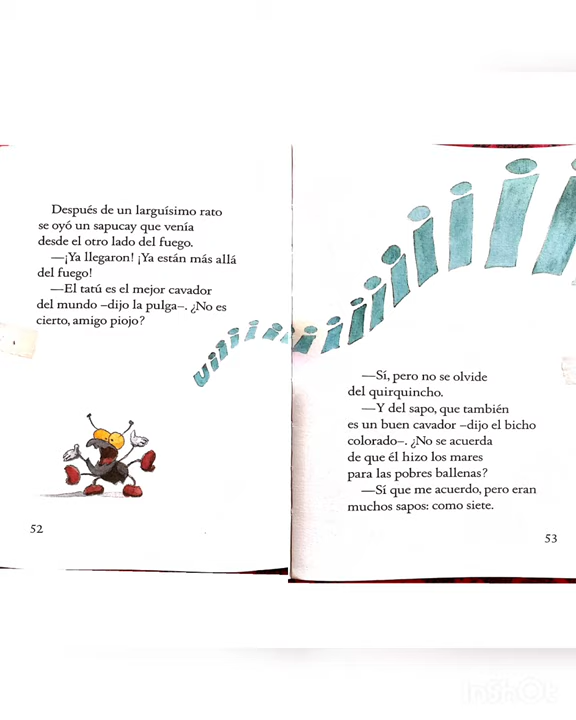 Después de un larguísimo rato
se oyó un sapucay que venía
desde el otro lado del fuego.
—¡Ya llegaron! ¡Ya están más allá
del fuego!
—El tatú es el mejor cavador
del mundo –dijo la pulga–. ¿No es
cierto, amigo piojo?
uiiiiiiiiiiiiiiiii
52
—Sí, pero no se olvide
del quirquincho.
—Y del sapo, que también
es un buen cavador –dijo el bicho
colorado–. ¿No se acuerda
de que él hizo los mares
para las pobres ballenas?
—Sí que me acuerdo, pero eran
muchos sapos: como siete.
53
InShOt